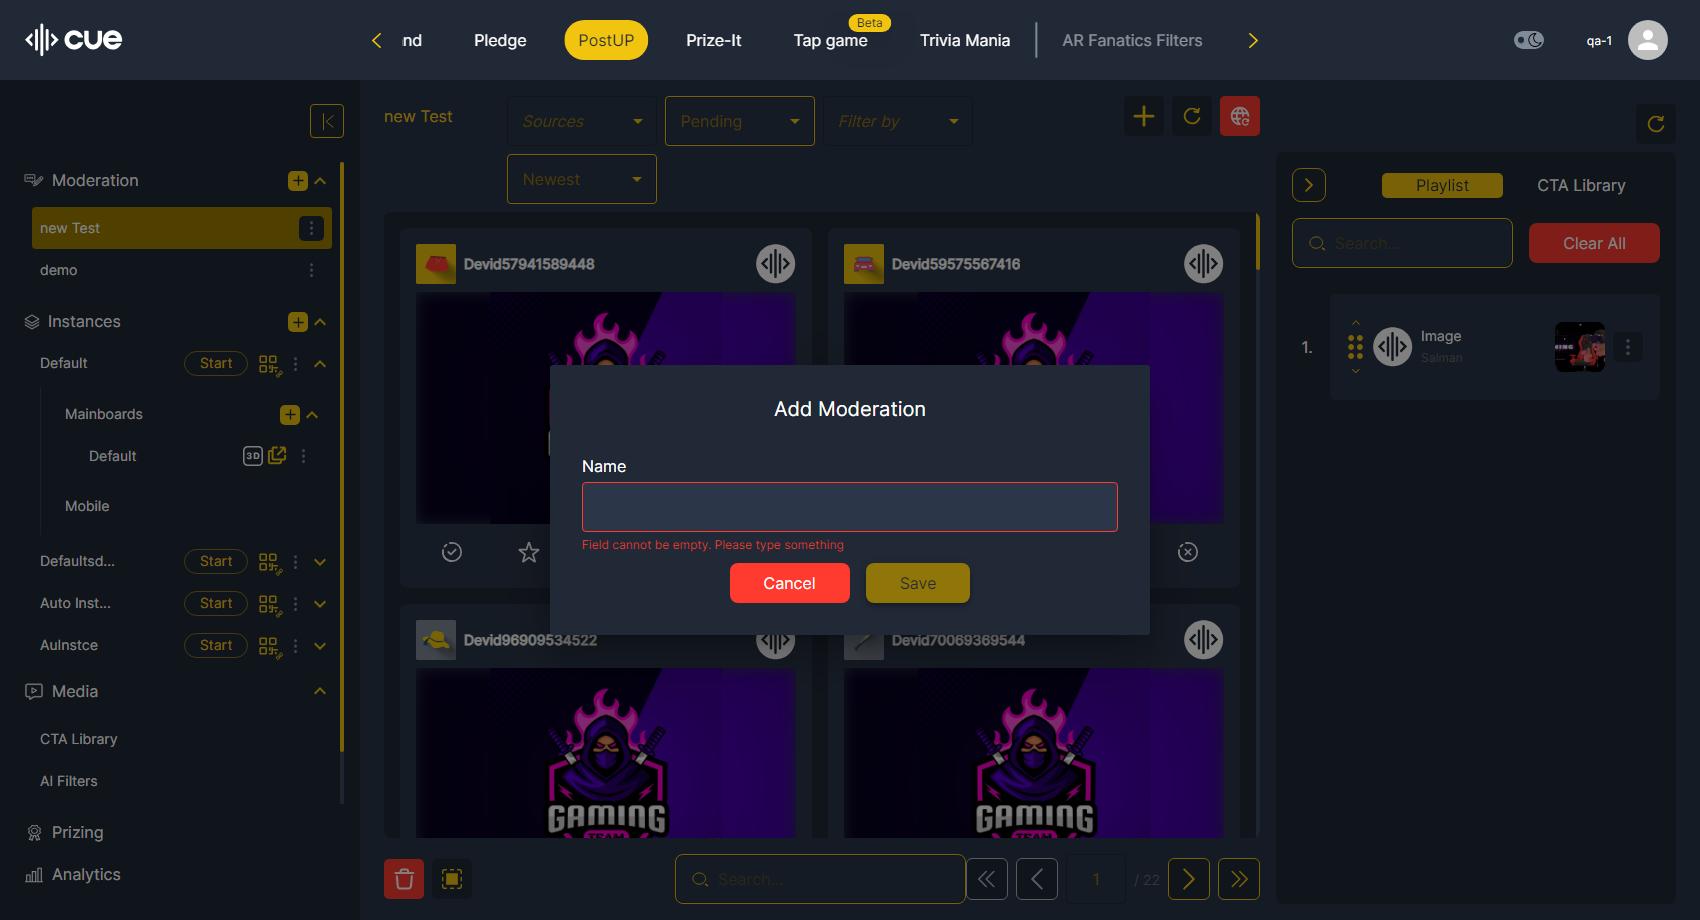 cue
nd
Pledge
PostUP
Prize-It
Beta
Tap game
Trivia Mania
AR Fanatics Filters
qa-1
new Test
Sources
Pending
Filter by
Newest
Moderation
new Test
demo
Instances
Default
Start
Mainboards
Default
3D
Mobile
Defaultsd...
Start
Auto Inst...
Start
AuInstce
Start
Media
CTA Library
AI Filters
Prizing
Analytics
Devid57941589448
Devid59575567416
Add Moderation
Name
Field cannot be empty. Please type something
Cancel
Save
Devid96909534522
Devid70069369544
GAMING
TEAM
GAMING
TEAM
Search...
1
/ 22
Playlist
CTA Library
Search...
Clear All
1.
Image
Salman